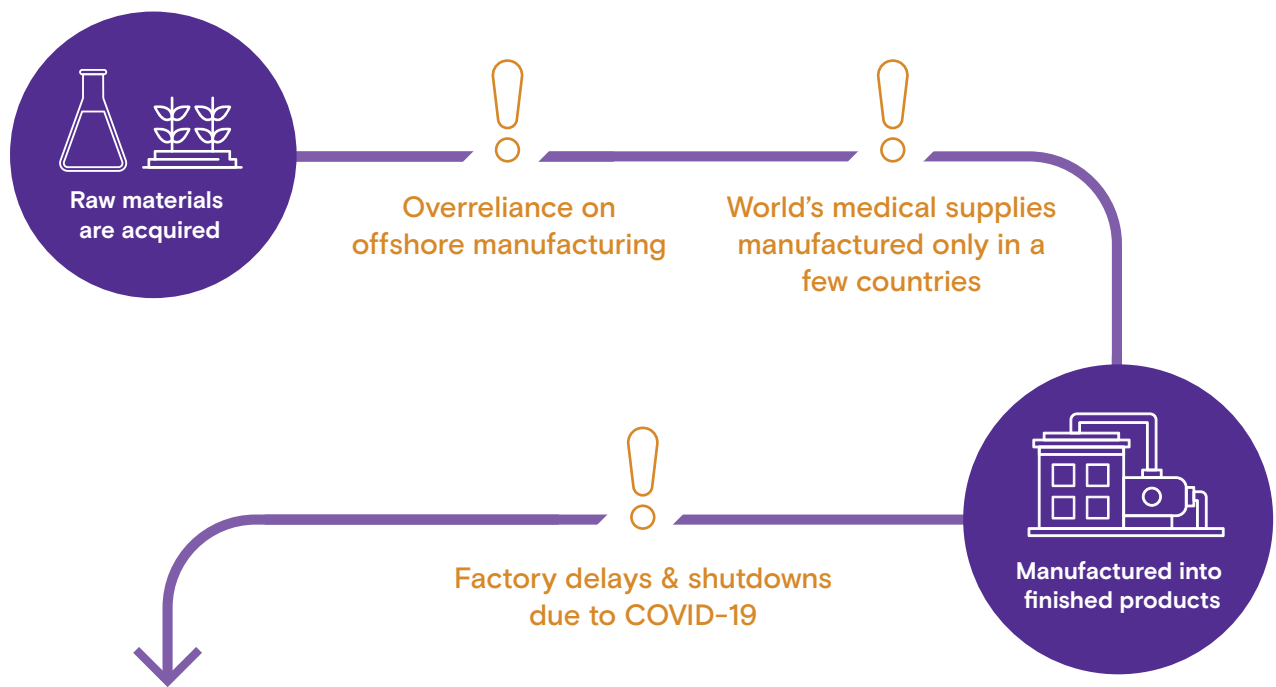 Raw materials
are acquired
Overreliance on
offshore manufacturing
World's medical supplies
manufactured only in a
few countries
Manufactured into
finished products
Factory delays & shutdowns
due to COVID-19